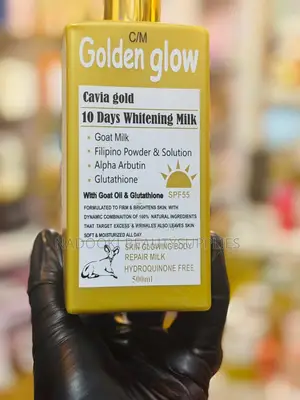 C/M
Golden glow
Cavia gold
10 Days Whitening Milk
• Goat Milk
• Filipino Powder & Solution
• Alpha Arbutin
• Glutathione
With Goat Oil & Glutathione SPF55
FORMULATED TO FIRM & BRIGHTENS SKIN, WITH
DYNAMIC COMBINATION OF 100% NATURAL INGREDIENTS
THAT TARGET EXCESS & WRINKLES ALSO LEAVES SKIN
SOFT & MOISTURIZED ALL DAY.
BEAUTY
SKIN GLOWING BODY
REPAIR MILK
HYDROQUINONE FREE
500ml